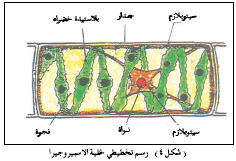 سيتوبلازم جدار بلاستيدة خضراء
فجوة نواة سيتوبلازم
(شكل ٤) رسم تخطيطي لخلية الاسبيروجيرا